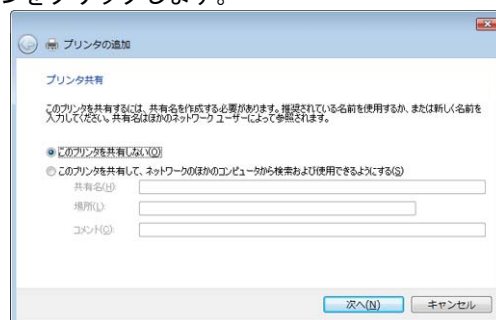 ンをクリックします。
プリンタの追加
プリンタ共有
このプリンタを共有するには、共有名を作成する必要があります。推奨されている名前を使用するか、または新しい名前を
入力してください。共有名はほかのネットワーク ユーザーによって参照されます。
このプリンタを共有しない(O)
このプリンタを共有して、ネットワークのほかのコンピュータから検索および使用できるようにする(S)
共有名(H):
場所(L):
コメント(C):
次へ(N) キャンセル